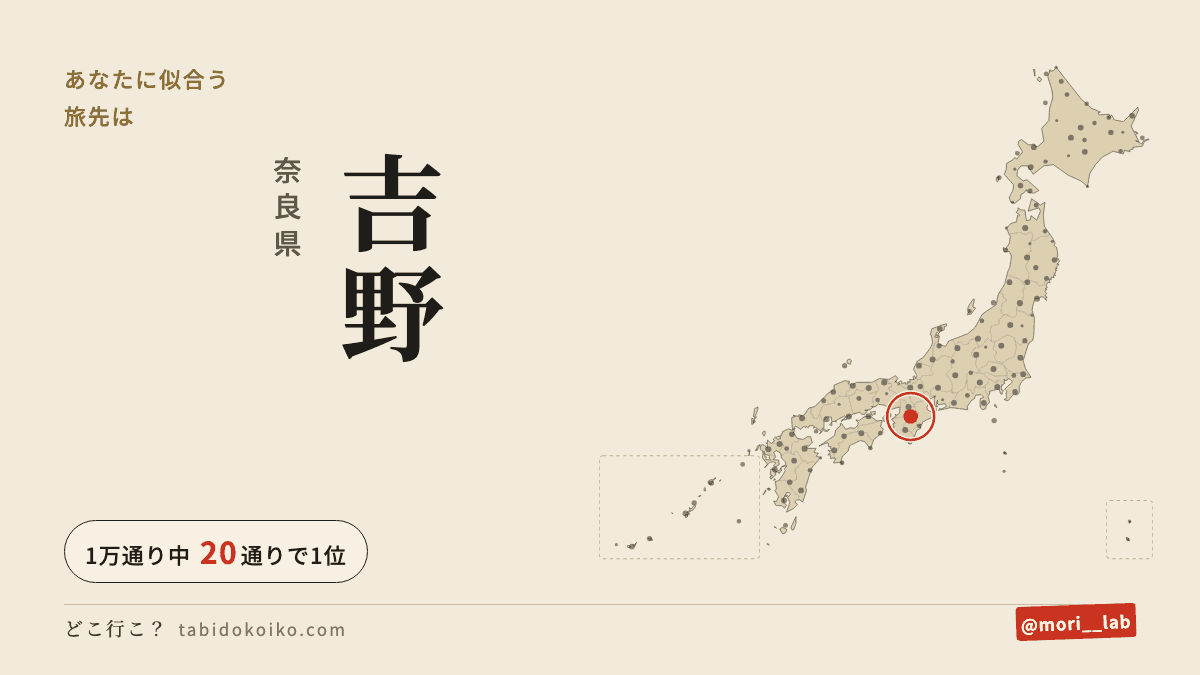 あなたに似合う
旅先は
吉野
奈良県
1万通り中 20通りで1位
どこ行こ？ tabidokoiko.com
@mori__lab